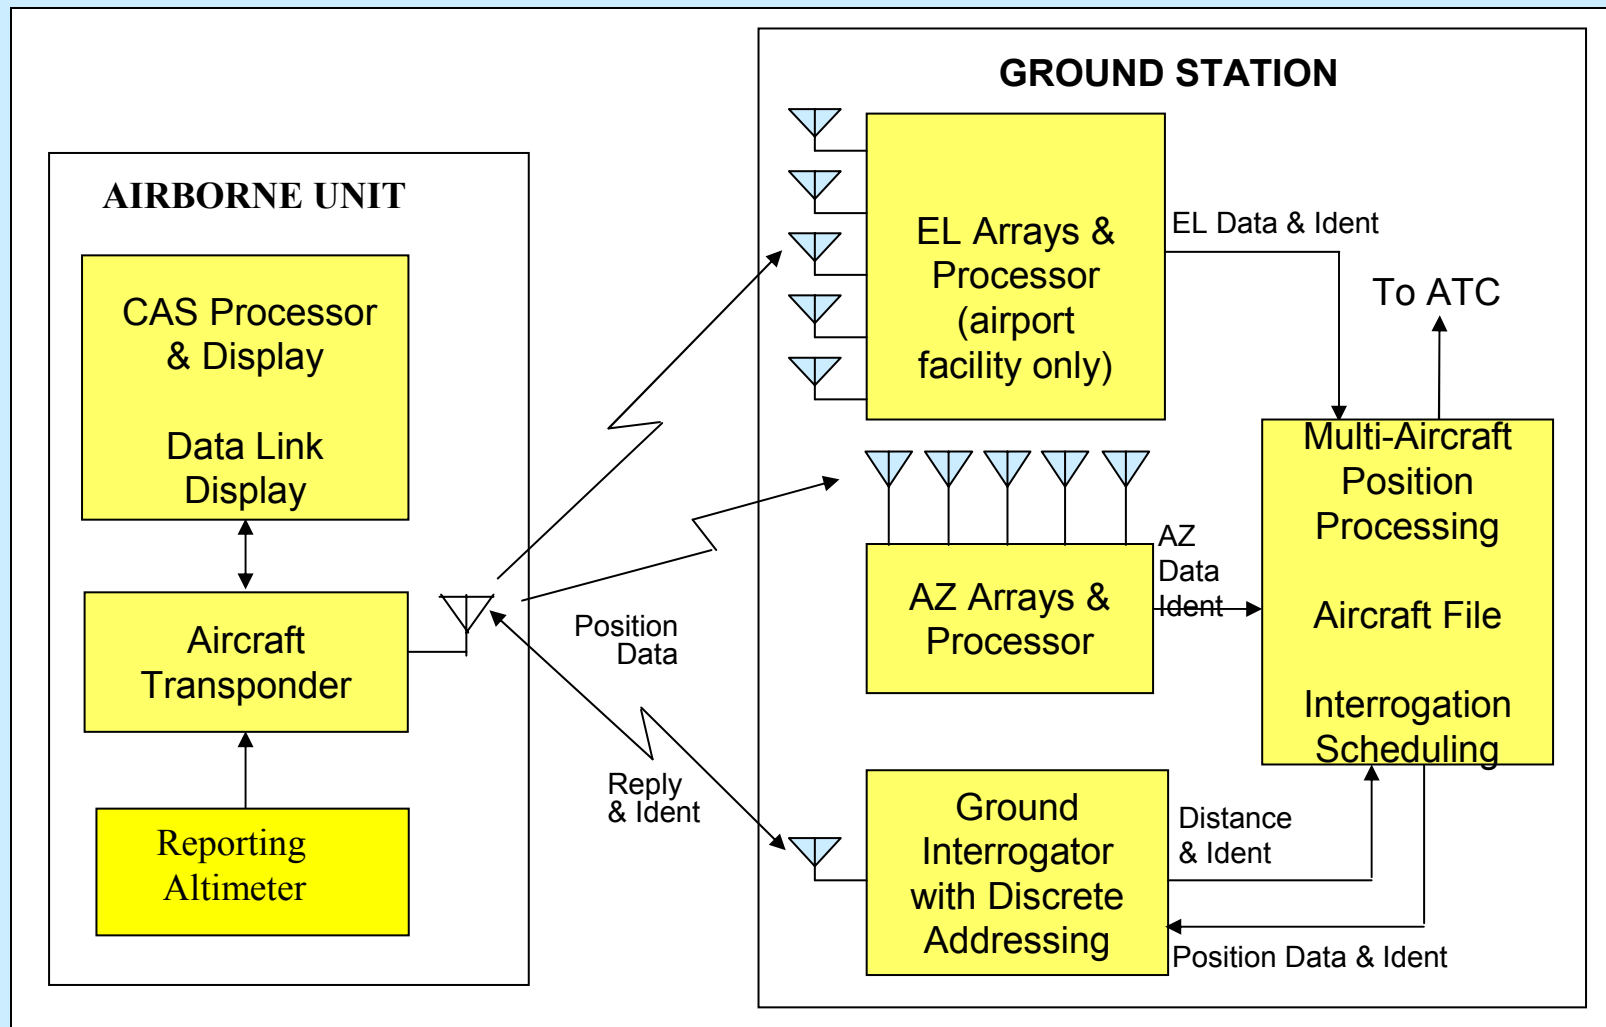 GROUND STATION
AIRBORNE UNIT
CAS Processor
& Display
Data Link
Display
Aircraft
Transponder
Reporting
Altimeter
Position
Data
Reply
& Ident
EL Arrays &
Processor
(airport
facility only)
EL Data & Ident
To ATC
AZ Arrays &
Processor
AZ
Data
Ident
Multi-Aircraft
Position
Processing
Aircraft File
Interrogation
Scheduling
Ground
Interrogator
with Discrete
Addressing
Distance
& Ident
Position Data & Ident